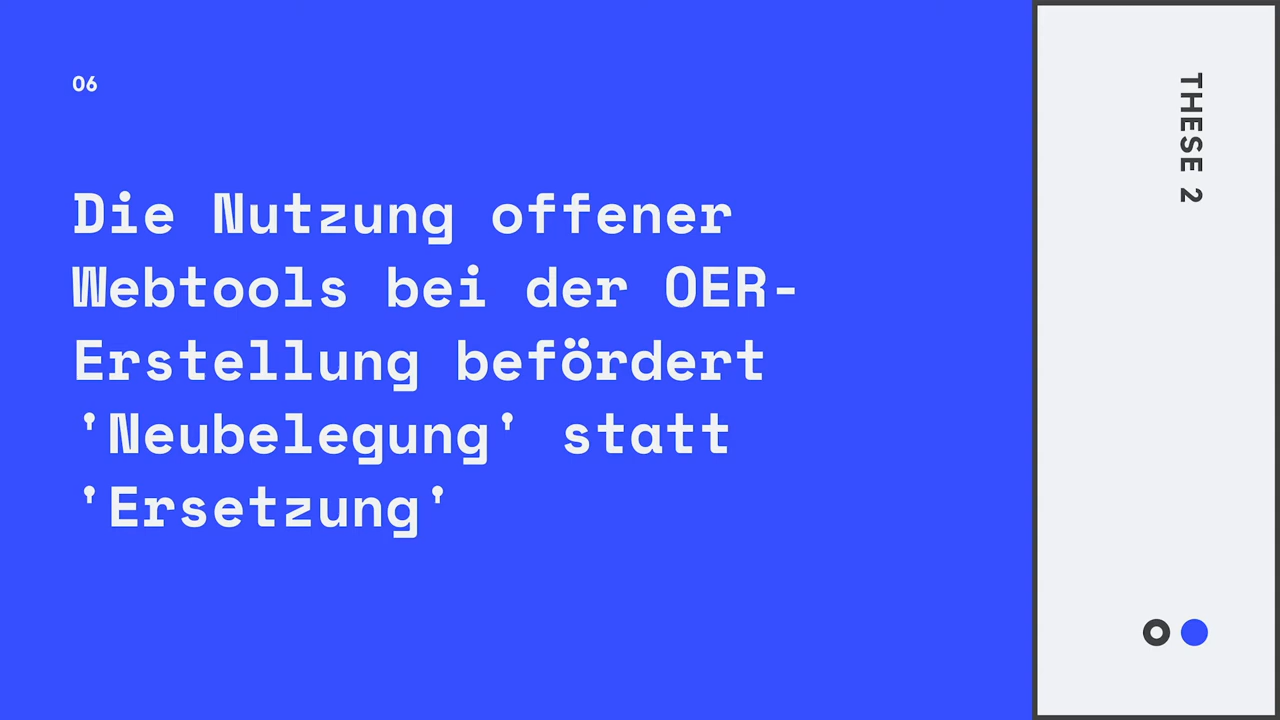 06
Die Nutzung offener
Webtools bei der OER-
Erstellung befördert
'Neubelegung' statt
'Ersetzung'
THESE 2